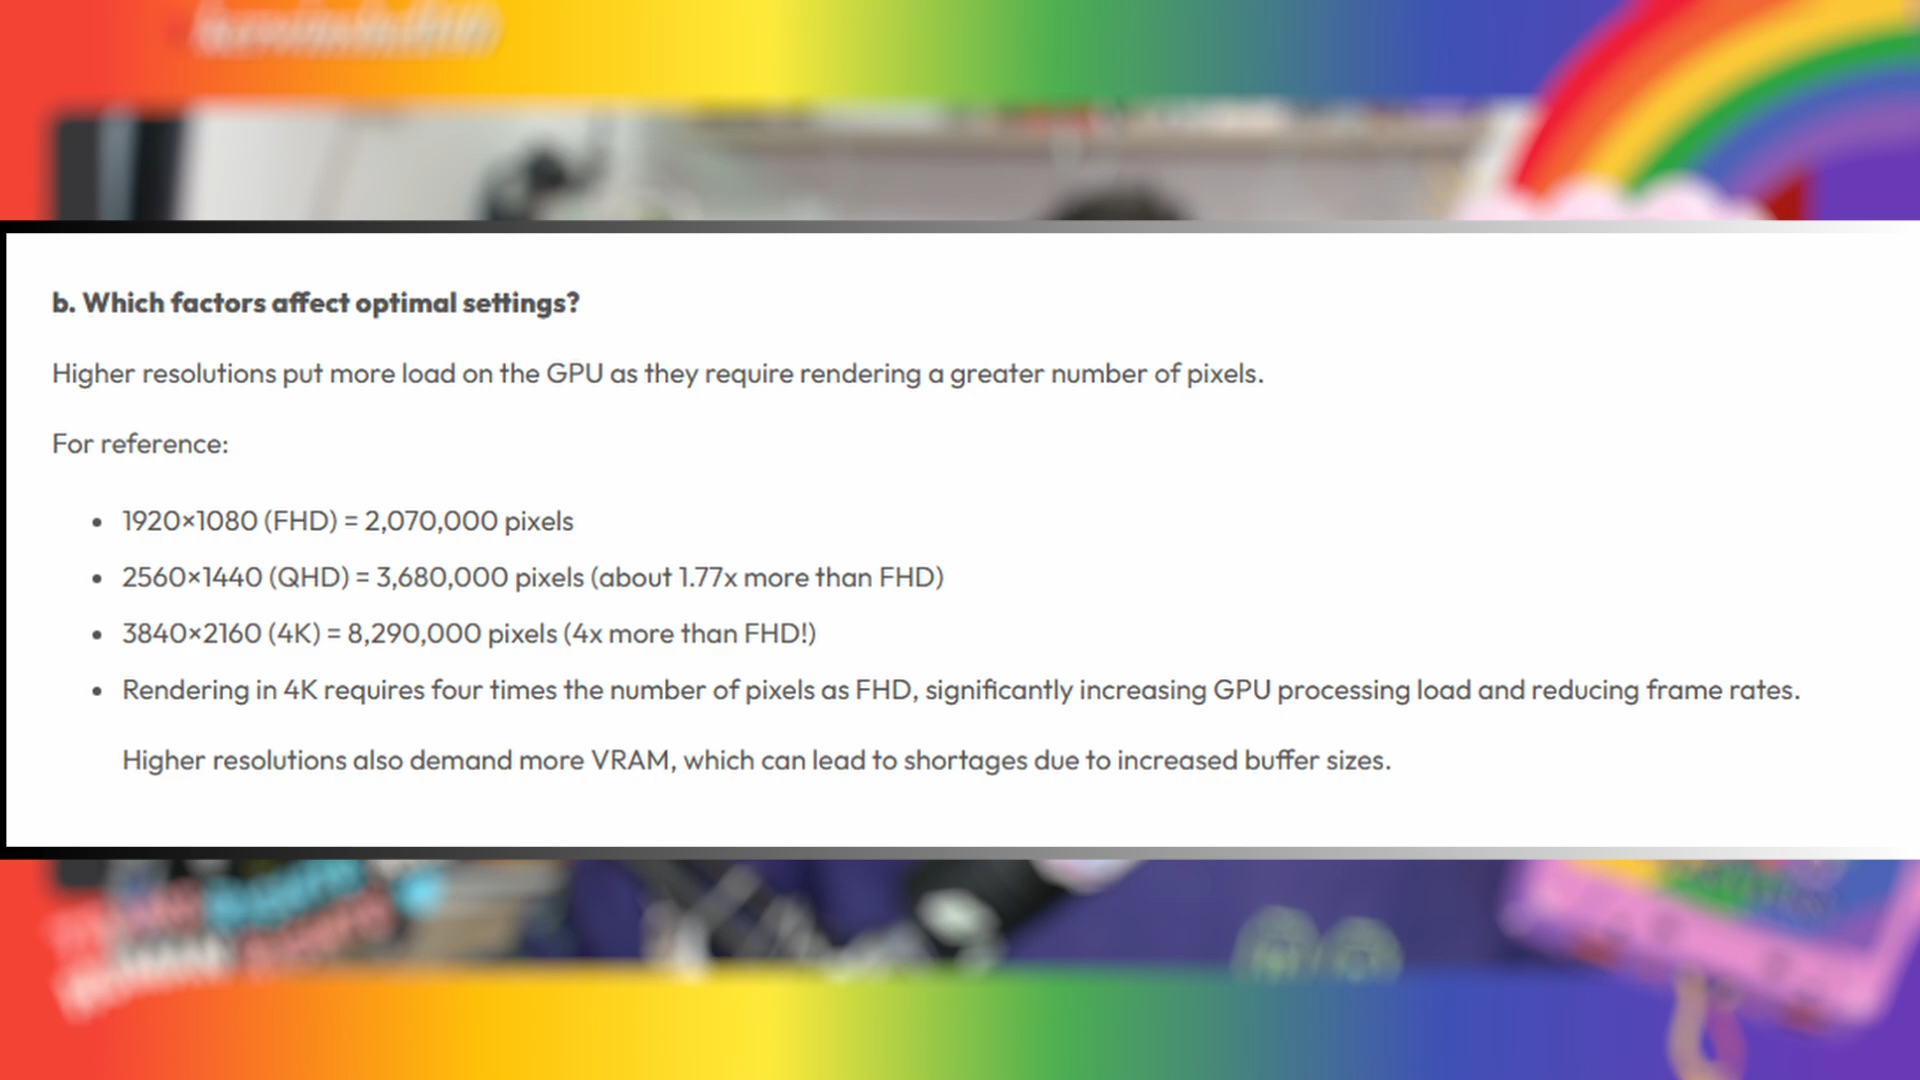 b. Which factors affect optimal settings?
Higher resolutions put more load on the GPU as they require rendering a greater number of pixels.
For reference:
• 1920×1080 (FHD) = 2,070,000 pixels
• 2560×1440 (QHD) = 3,680,000 pixels (about 1.77x more than FHD)
• 3840×2160 (4K) = 8,290,000 pixels (4x more than FHD!)
• Rendering in 4K requires four times the number of pixels as FHD, significantly increasing GPU processing load and reducing frame rates.
Higher resolutions also demand more VRAM, which can lead to shortages due to increased buffer sizes.